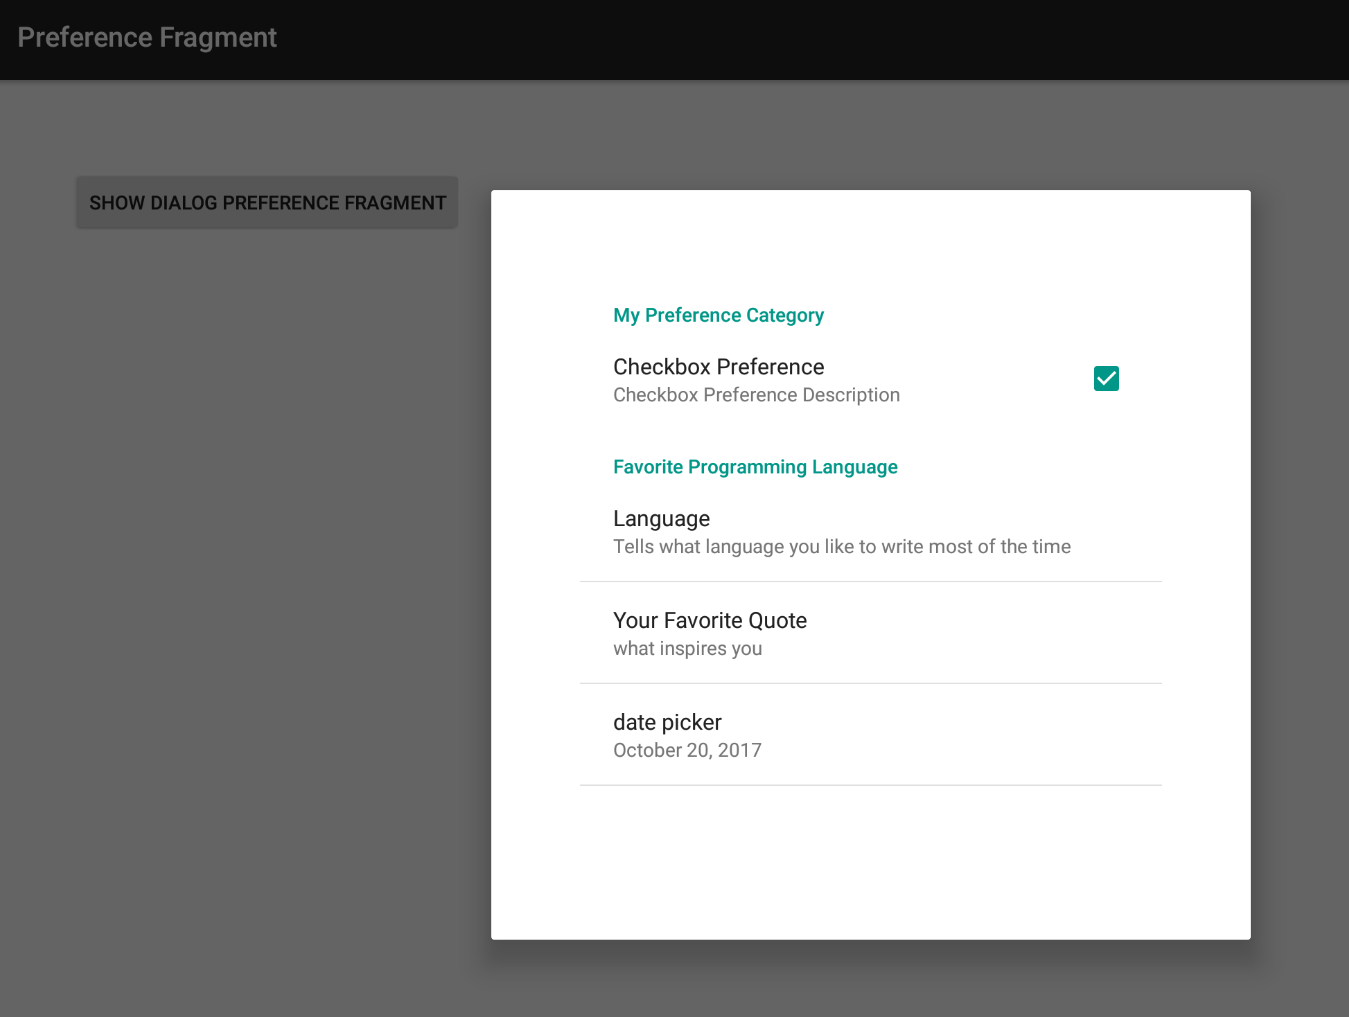 Preference Fragment
SHOW DIALOG PREFERENCE FRAGMENT
My Preference Category
Checkbox Preference
Checkbox Preference Description
Favorite Programming Language
Language
Tells what language you like to write most of the time
Your Favorite Quote
what inspires you
date picker
October 20, 2017